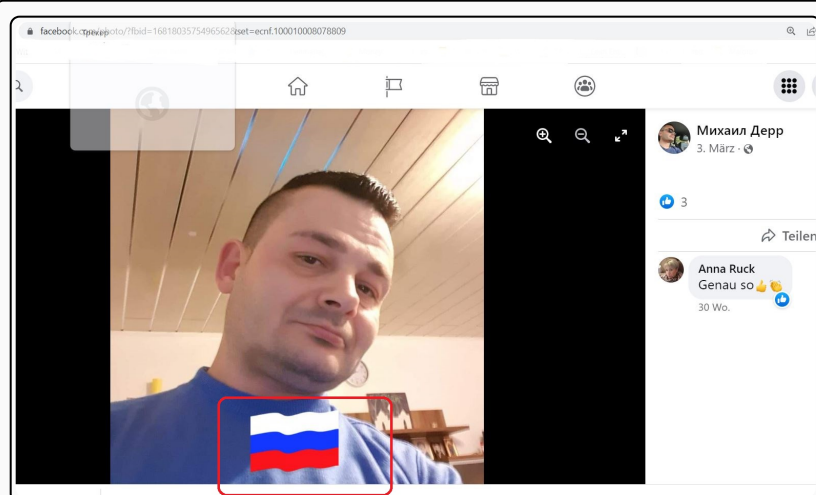 facebook.com/photo/?fbid=1681803575496562&set=ecnf.100010008078809
Трекер
Михаил Дерр
3. März
3
Teilen
Anna Ruck
Genau so👍👏
30 Wo.